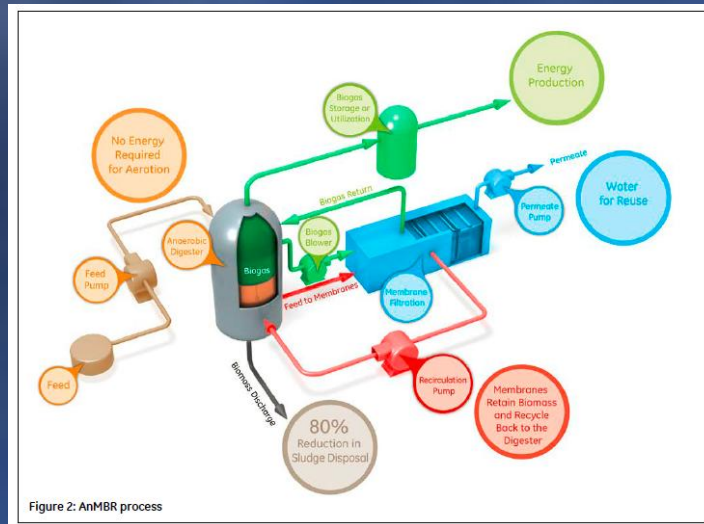 Energy
Production
Biogas
Storage or
Utilization
No Energy
Required
for Aeration
Permeate
Water
for Reuse
Permeate
Pump
Biogas Return
Biogas
Blower
Anaerobic
Digester
Biogas
Feed
Pump
Feed to Membranes
Membrane
Filtration
Feed
Biomass Discharge
Recirculation
Pump
Membranes
Retain Biomass
and Recycle
Back to the
Digester
80%
Reduction in
Sludge Disposal
Figure 2: AnMBR process